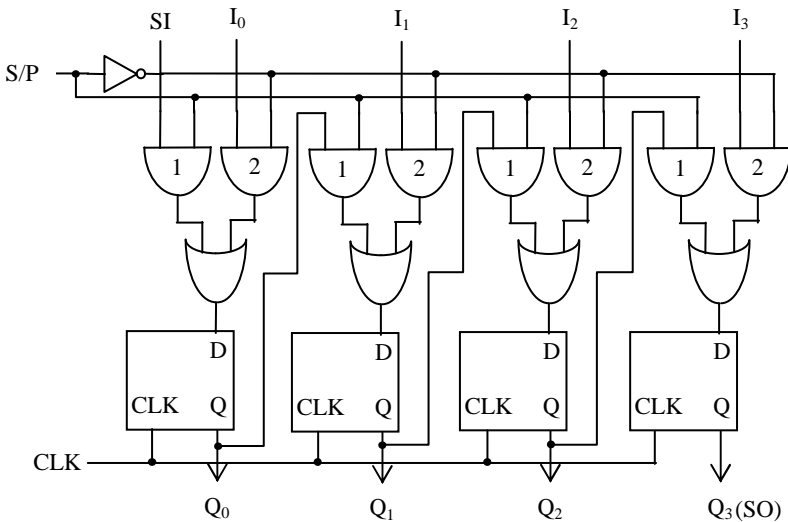 SI I₀ I₁ I₂ I₃
S/P
1 2 1 2 1 2 1 2
D D D D
CLK Q CLK Q CLK Q CLK Q
CLK
Q₀ Q₁ Q₂ Q₃(SO)